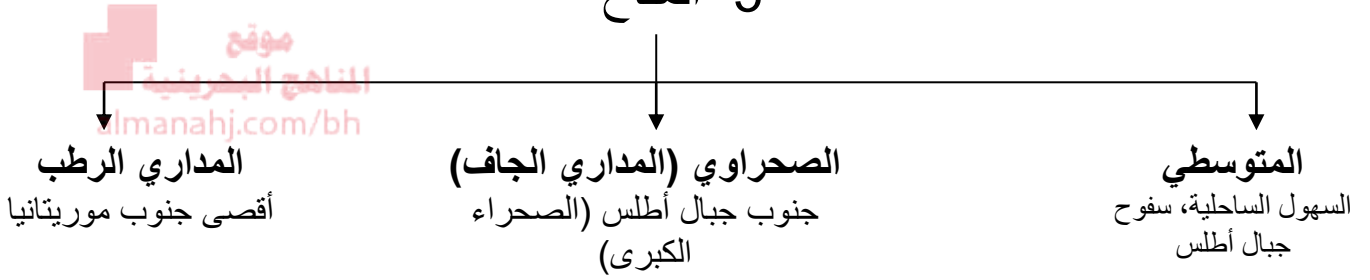 موقع
المناهج البحرينية
almanahj.com/bh
المتوسطي
السهول الساحلية، سفوح
جبال أطلس
الصحراوي (المداري الجاف)
جنوب جبال أطلس (الصحراء
الكبرى)
المداري الرطب
أقصى جنوب موريتانيا